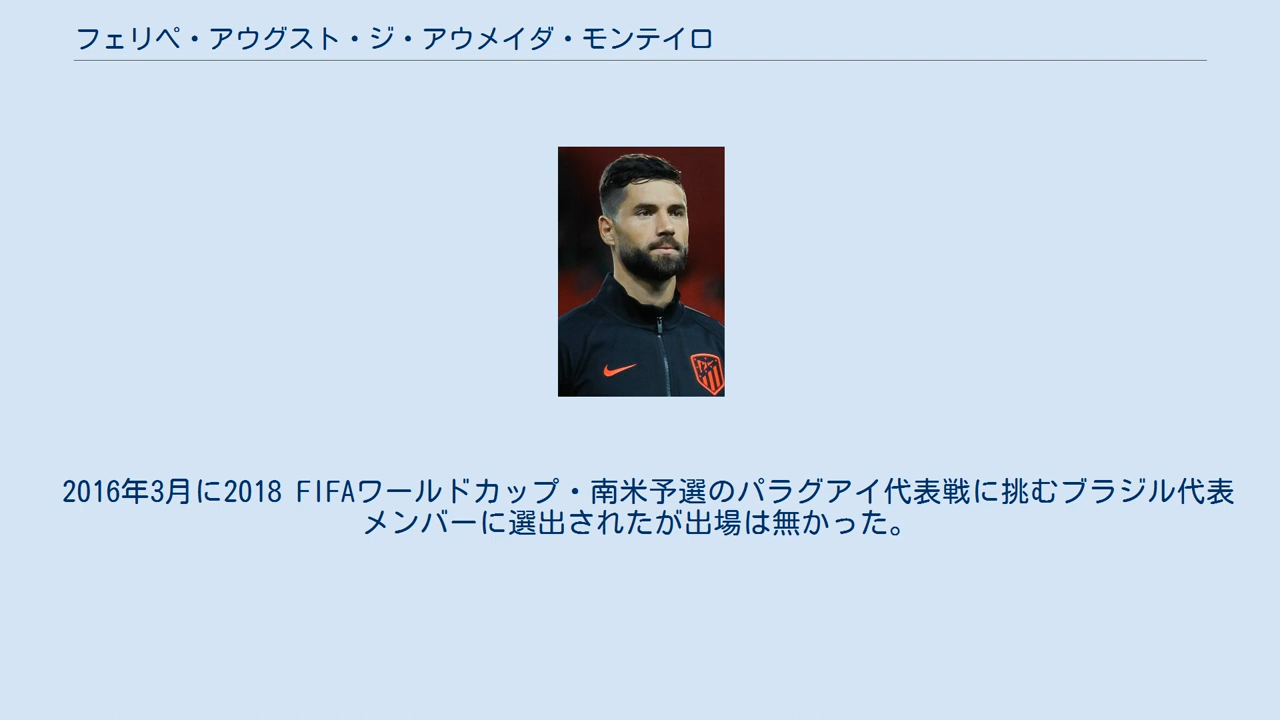 フェリペ・アウグスト・ジ・アウメイダ・モンテイロ
2016年3月に2018 FIFAワールドカップ・南米予選のパラグアイ代表戦に挑むブラジル代表
メンバーに選出されたが出場は無かった。